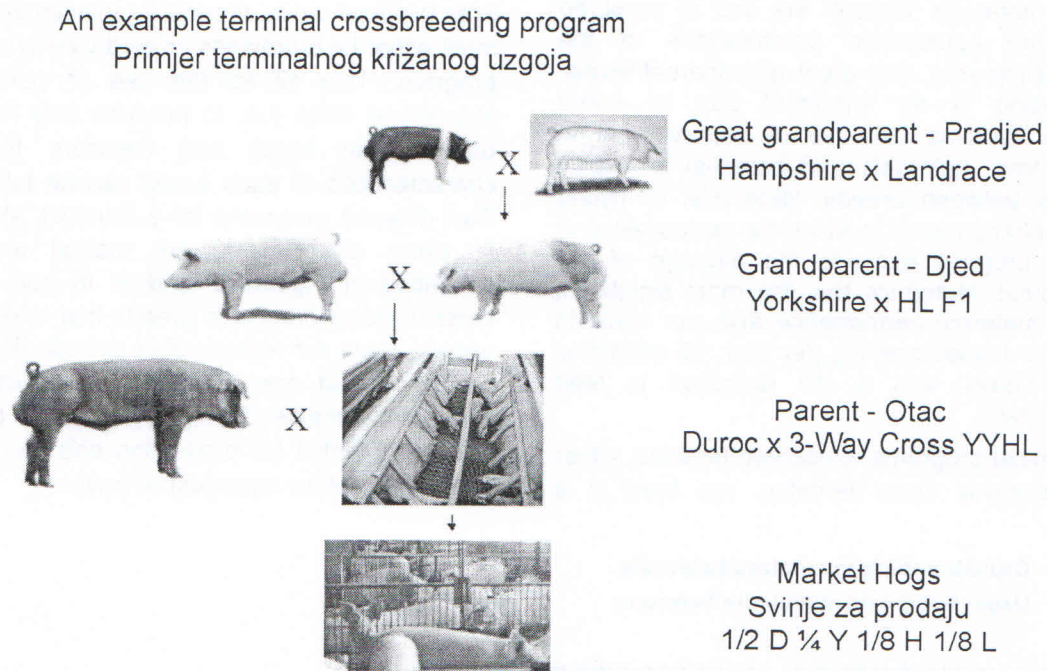 An example terminal crossbreeding program
Primjer terminalnog križanog uzgoja
X
Great grandparent - Pradjed
Hampshire x Landrace
X
Grandparent - Djed
Yorkshire x HL F1
X
Parent - Otac
Duroc x 3-Way Cross YYHL
Market Hogs
Svinje za prodaju
1/2 D ¼ Y 1/8 H 1/8 L